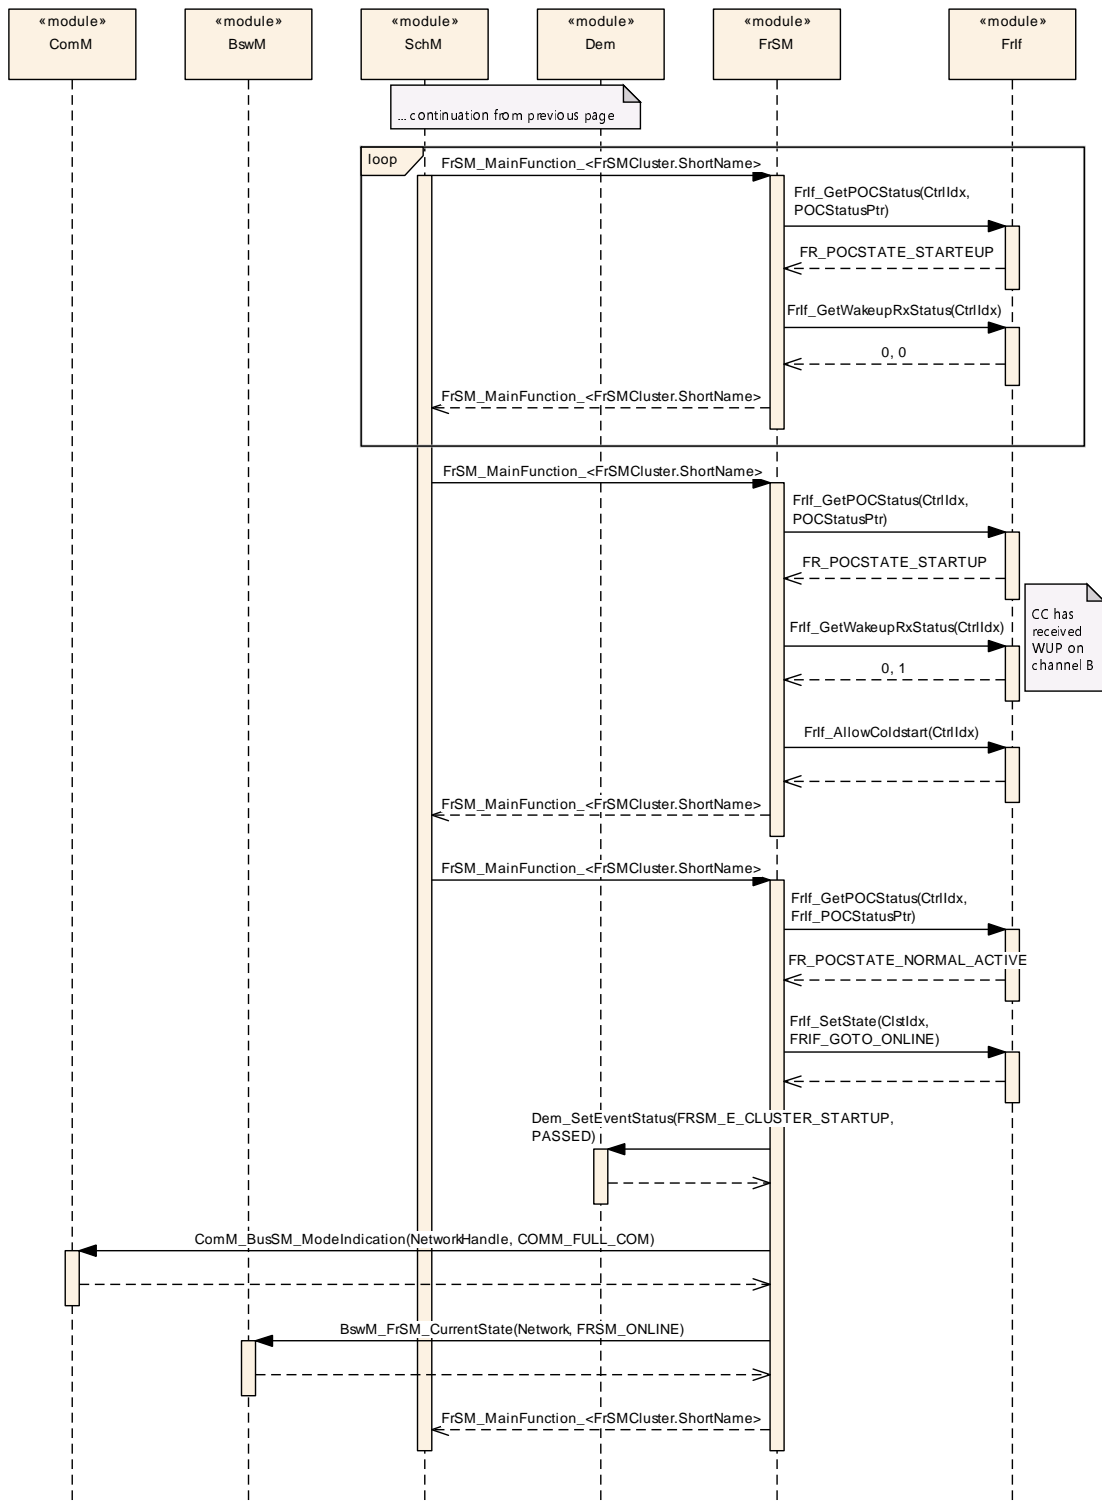 «module»
ComM
«module»
BswM
«module»
SchM
«module»
Dem
«module»
FrSM
«module»
FrIf
... continuation from previous page
loop
FrSM_MainFunction_<FrSMCluster.ShortName>
FrIf_GetPOCStatus(CtrlIdx,
POCStatusPtr)
FR_POCSTATE_STARTEUP
FrIf_GetWakeupRxStatus(CtrlIdx)
0, 0
FrSM_MainFunction_<FrSMCluster.ShortName>
FrSM_MainFunction_<FrSMCluster.ShortName>
FrIf_GetPOCStatus(CtrlIdx,
POCStatusPtr)
FR_POCSTATE_STARTUP
CC has
received
WUP on
channel B
FrIf_GetWakeupRxStatus(CtrlIdx)
0, 1
FrIf_AllowColdstart(CtrlIdx)
FrSM_MainFunction_<FrSMCluster.ShortName>
FrSM_MainFunction_<FrSMCluster.ShortName>
FrIf_GetPOCStatus(CtrlIdx,
FrIf_POCStatusPtr)
FR_POCSTATE_NORMAL_ACTIVE
FrIf_SetState(ClstIdx,
FRIF_GOTO_ONLINE)
Dem_SetEventStatus(FRSM_E_CLUSTER_STARTUP,
PASSED)
ComM_BusSM_ModeIndication(NetworkHandle, COMM_FULL_COM)
BswM_FrSM_CurrentState(Network, FRSM_ONLINE)
FrSM_MainFunction_<FrSMCluster.ShortName>